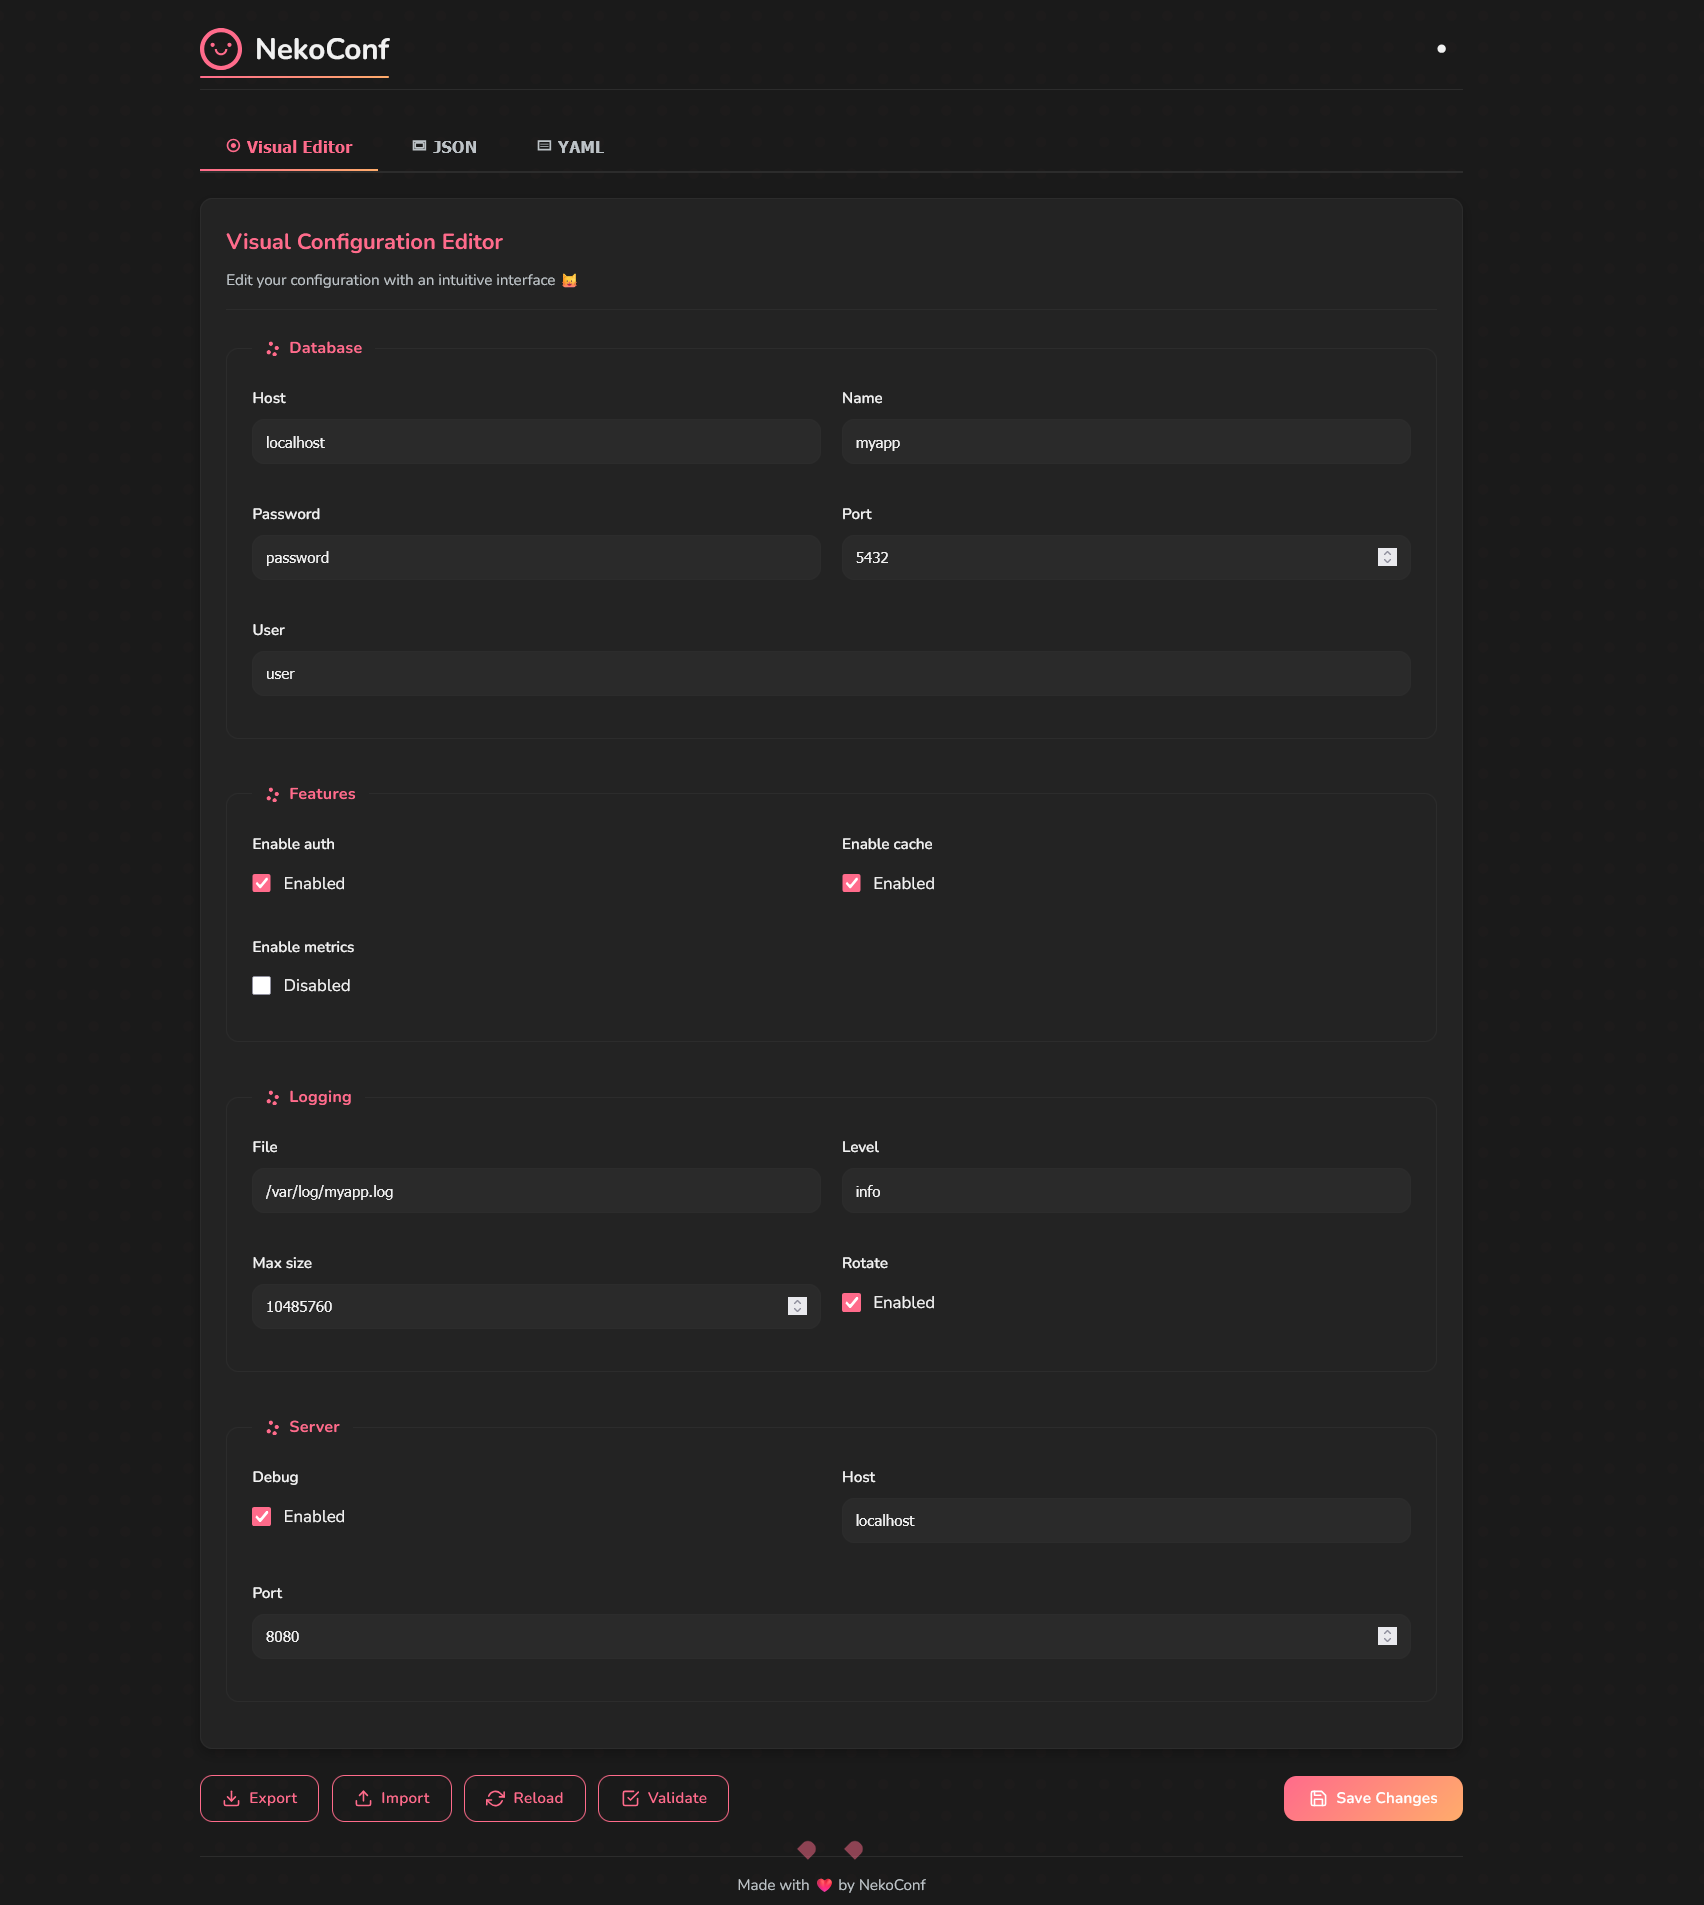 NekoConf
Visual Editor
JSON
YAML
Visual Configuration Editor
Edit your configuration with an intuitive interface 😺
Database
Host
Name
localhost
myapp
Password
Port
password
5432
User
user
Features
Enable auth
Enable cache
Enabled
Enabled
Enable metrics
Disabled
Logging
File
Level
/var/log/myapp.log
info
Max size
Rotate
10485760
Enabled
Server
Debug
Host
Enabled
localhost
Port
8080
Export
Import
Reload
Validate
Save Changes
Made with ❤️ by NekoConf